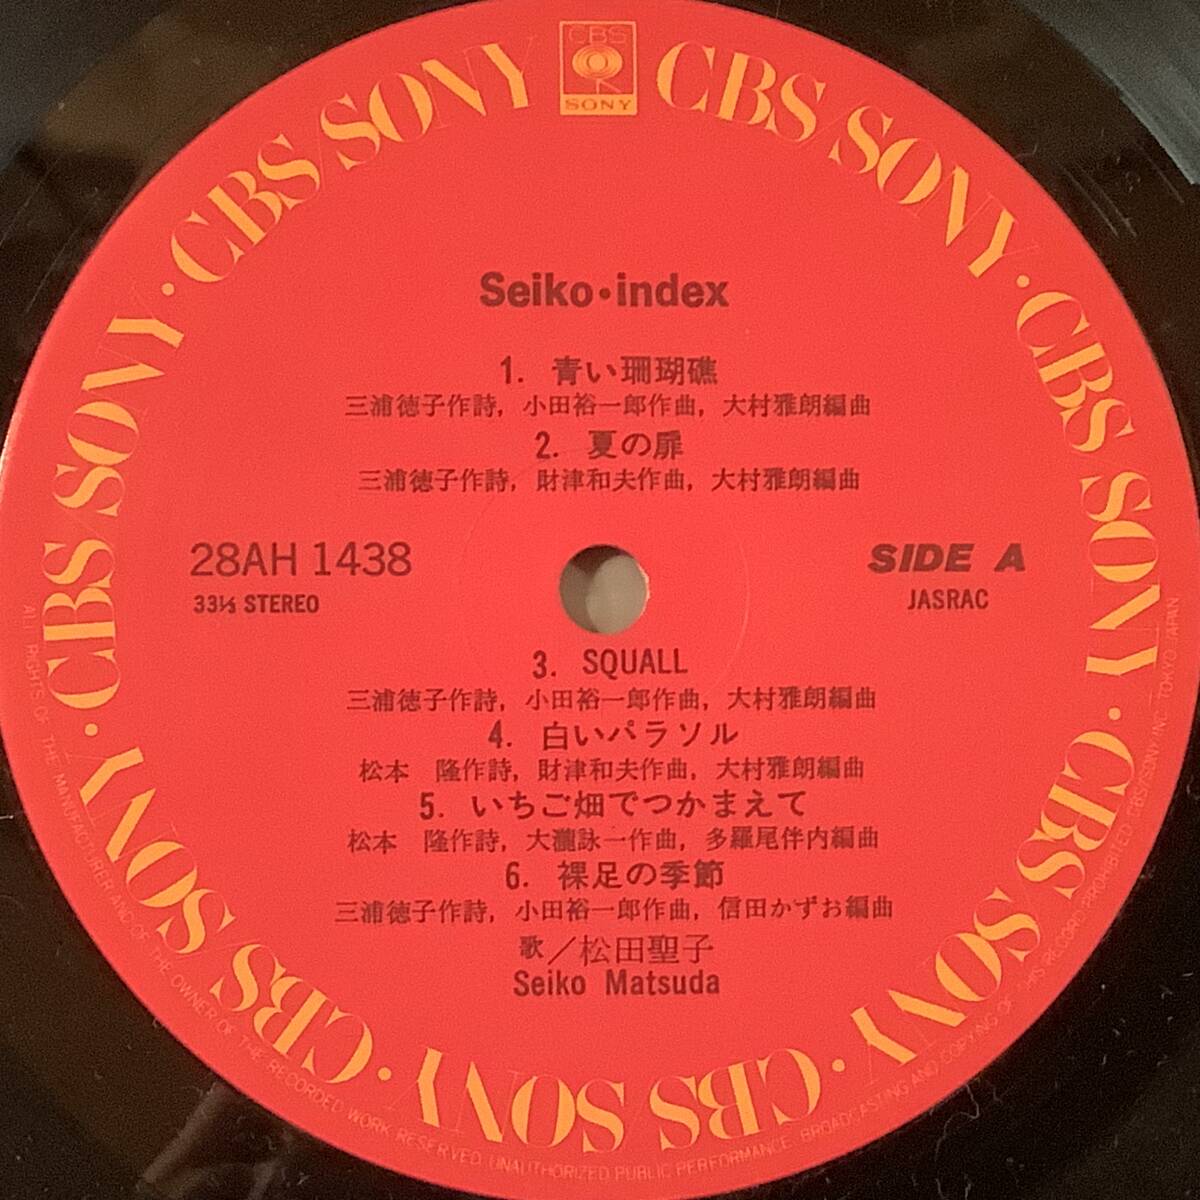 CBS
SONY
CBS/SONY · CBS/SONY · CBS/SONY · CBS/SONY · CBS/SONY · CBS/SONY · CBS/SONY · CBS/SONY
Seiko・index
1. 青い珊瑚礁
三浦徳子作詩, 小田裕一郎作曲, 大村雅朗編曲
2. 夏の扉
三浦徳子作詩, 財津和夫作曲, 大村雅朗編曲
28AH 1438
33⅓ STEREO
SIDE A
JASRAC
3. SQUALL
三浦徳子作詩, 小田裕一郎作曲, 大村雅朗編曲
4. 白いパラソル
松本 隆作詩, 財津和夫作曲, 大村雅朗編曲
5. いちご畑でつかまえて
松本 隆作詩, 大瀧詠一作曲, 多羅尾伴内編曲
6. 裸足の季節
三浦徳子作詩, 小田裕一郎作曲, 信田かずお編曲
歌／松田聖子
Seiko Matsuda
ALL RIGHTS OF THE MANUFACTURER AND OF THE OWNER OF THE RECORDED WORK RESERVED. UNAUTHORIZED PUBLIC PERFORMANCE, BROADCASTING AND COPYING OF THIS RECORD PROHIBITED CBS/SONY INC. TOKYO, JAPAN